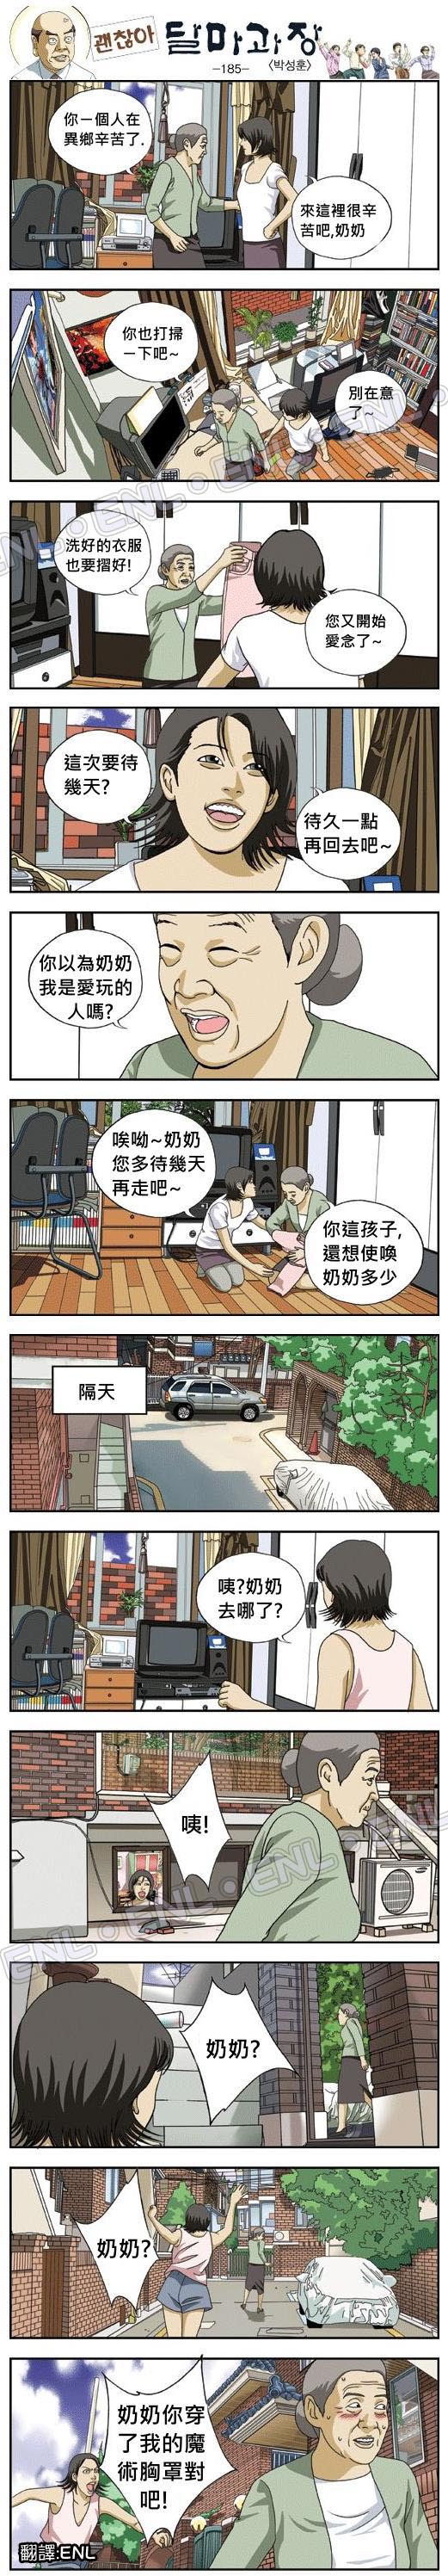 괜찮아
달마과장
-185-
〈박성훈〉
你一個人在
異鄉辛苦了.
來這裡很辛
苦吧,奶奶
你也打掃
一下吧~
別在意
了~
洗好的衣服
也要摺好!
您又開始
愛念了~
這次要待
幾天?
待久一點
再回去吧~
你以為奶奶
我是愛玩的
人嗎?
唉呦~奶奶
您多待幾天
再走吧~
你這孩子,
還想使喚
奶奶多少
隔天
咦?奶奶
去哪了?
咦!
奶奶?
奶奶?
奶奶你穿
了我的魔
術胸罩對
吧!
翻譯:ENL
ENL
ENL
ENL
ENL
ENL
ENL